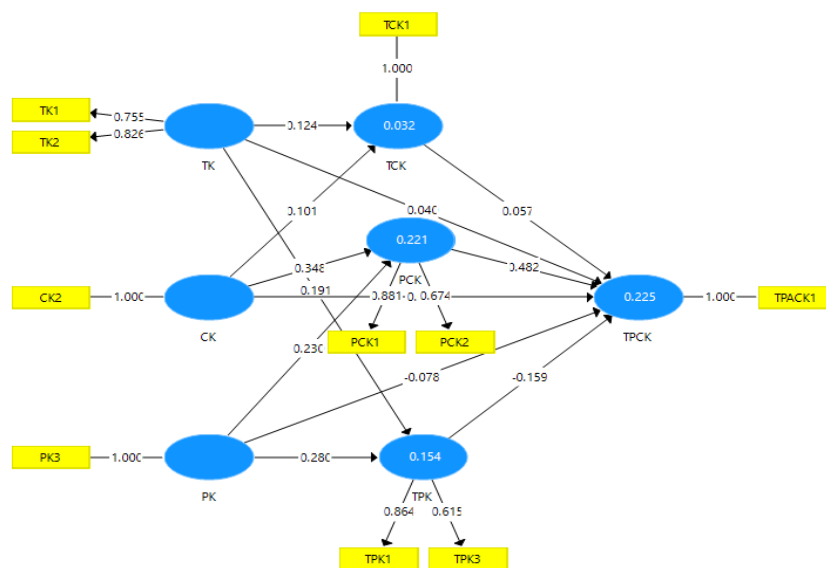 TCK1
1.000
TK1
0.755
TK2
0.826
TK
0.124
0.032
TCK
0.101
0.040
0.057
0.221
PCK
0.348
0.482
0.191
CK2
1.000
CK
0.881
0.674
0.225
TPCK
1.000
TPACK1
PCK1
PCK2
0.230
-0.078
-0.159
PK3
1.000
PK
0.280
0.154
TPK
0.864
0.615
TPK1
TPK3